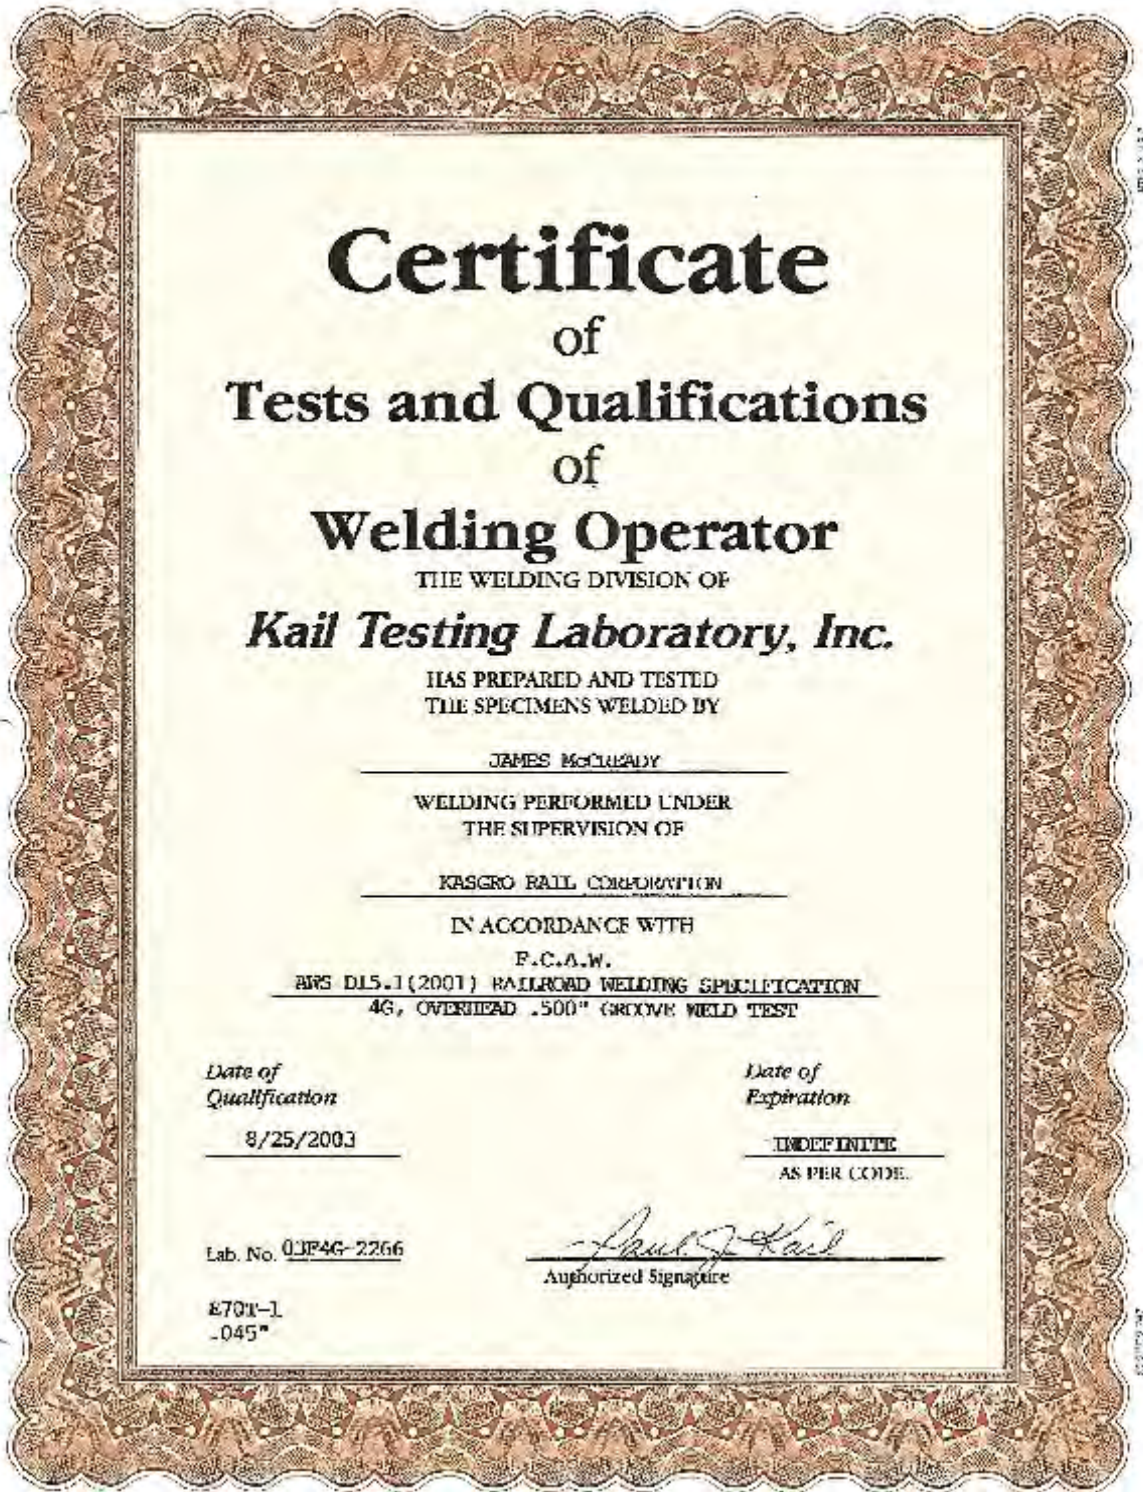 Certificate
of
Tests and Qualifications
of
Welding Operator
THE WELDING DIVISION OF
Kail Testing Laboratory, Inc.
HAS PREPARED AND TESTED
THE SPECIMENS WELDED BY
JAMES McCREADY
WELDING PERFORMED UNDER
THE SUPERVISION OF
KASGRO RAIL CORPORATION
IN ACCORDANCE WITH
F.C.A.W.
AWS D15.1(2001) RAILROAD WELDING SPECIFICATION
4G, OVERHEAD .500" GROOVE WELD TEST
Date of
Qualification
8/25/2003
Date of
Expiration
INDEFINITE
AS PER CODE.
Lab. No. 03F4G-2266
Paul J. Kail
Authorized Signature
E70T-1
.045"